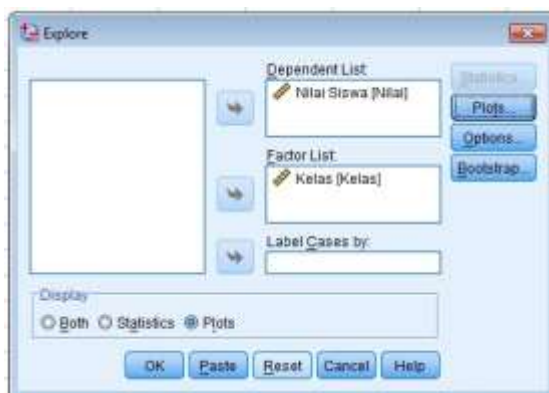 Explore
Dependent List:
Nilai Siswa [Nilai]
Statistics...
Plots...
Options...
Bootstrap...
Factor List:
Kelas [Kelas]
Label Cases by:
Display
Both Statistics Plots
OK Paste Reset Cancel Help